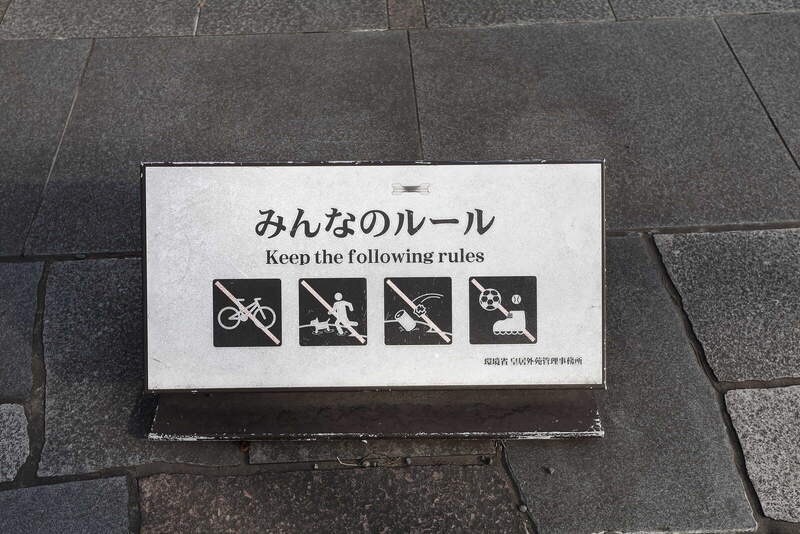 みんなのルール
Keep the following rules
環境省 皇居外苑管理事務所